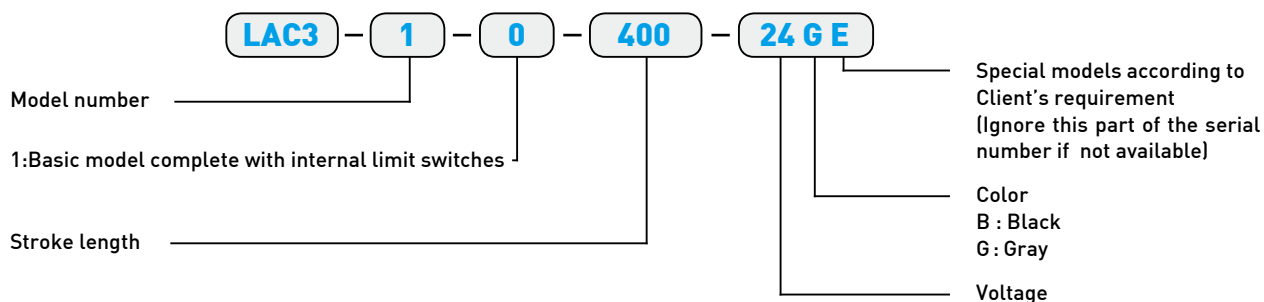 LAC3 - 1 - 0 - 400 - 24 G E
Model number
1:Basic model complete with internal limit switches
Stroke length
Special models according to
Client's requirement
(Ignore this part of the serial
number if not available)
Color
B : Black
G : Gray
Voltage